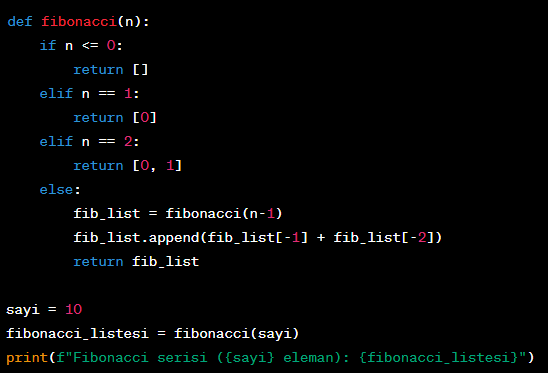 def fibonacci(n):
    if n <= 0:
        return []
    elif n == 1:
        return [0]
    elif n == 2:
        return [0, 1]
    else:
        fib_list = fibonacci(n-1)
        fib_list.append(fib_list[-1] + fib_list[-2])
        return fib_list

sayi = 10
fibonacci_listesi = fibonacci(sayi)
print(f"Fibonacci serisi ({sayi} eleman): {fibonacci_listesi}")